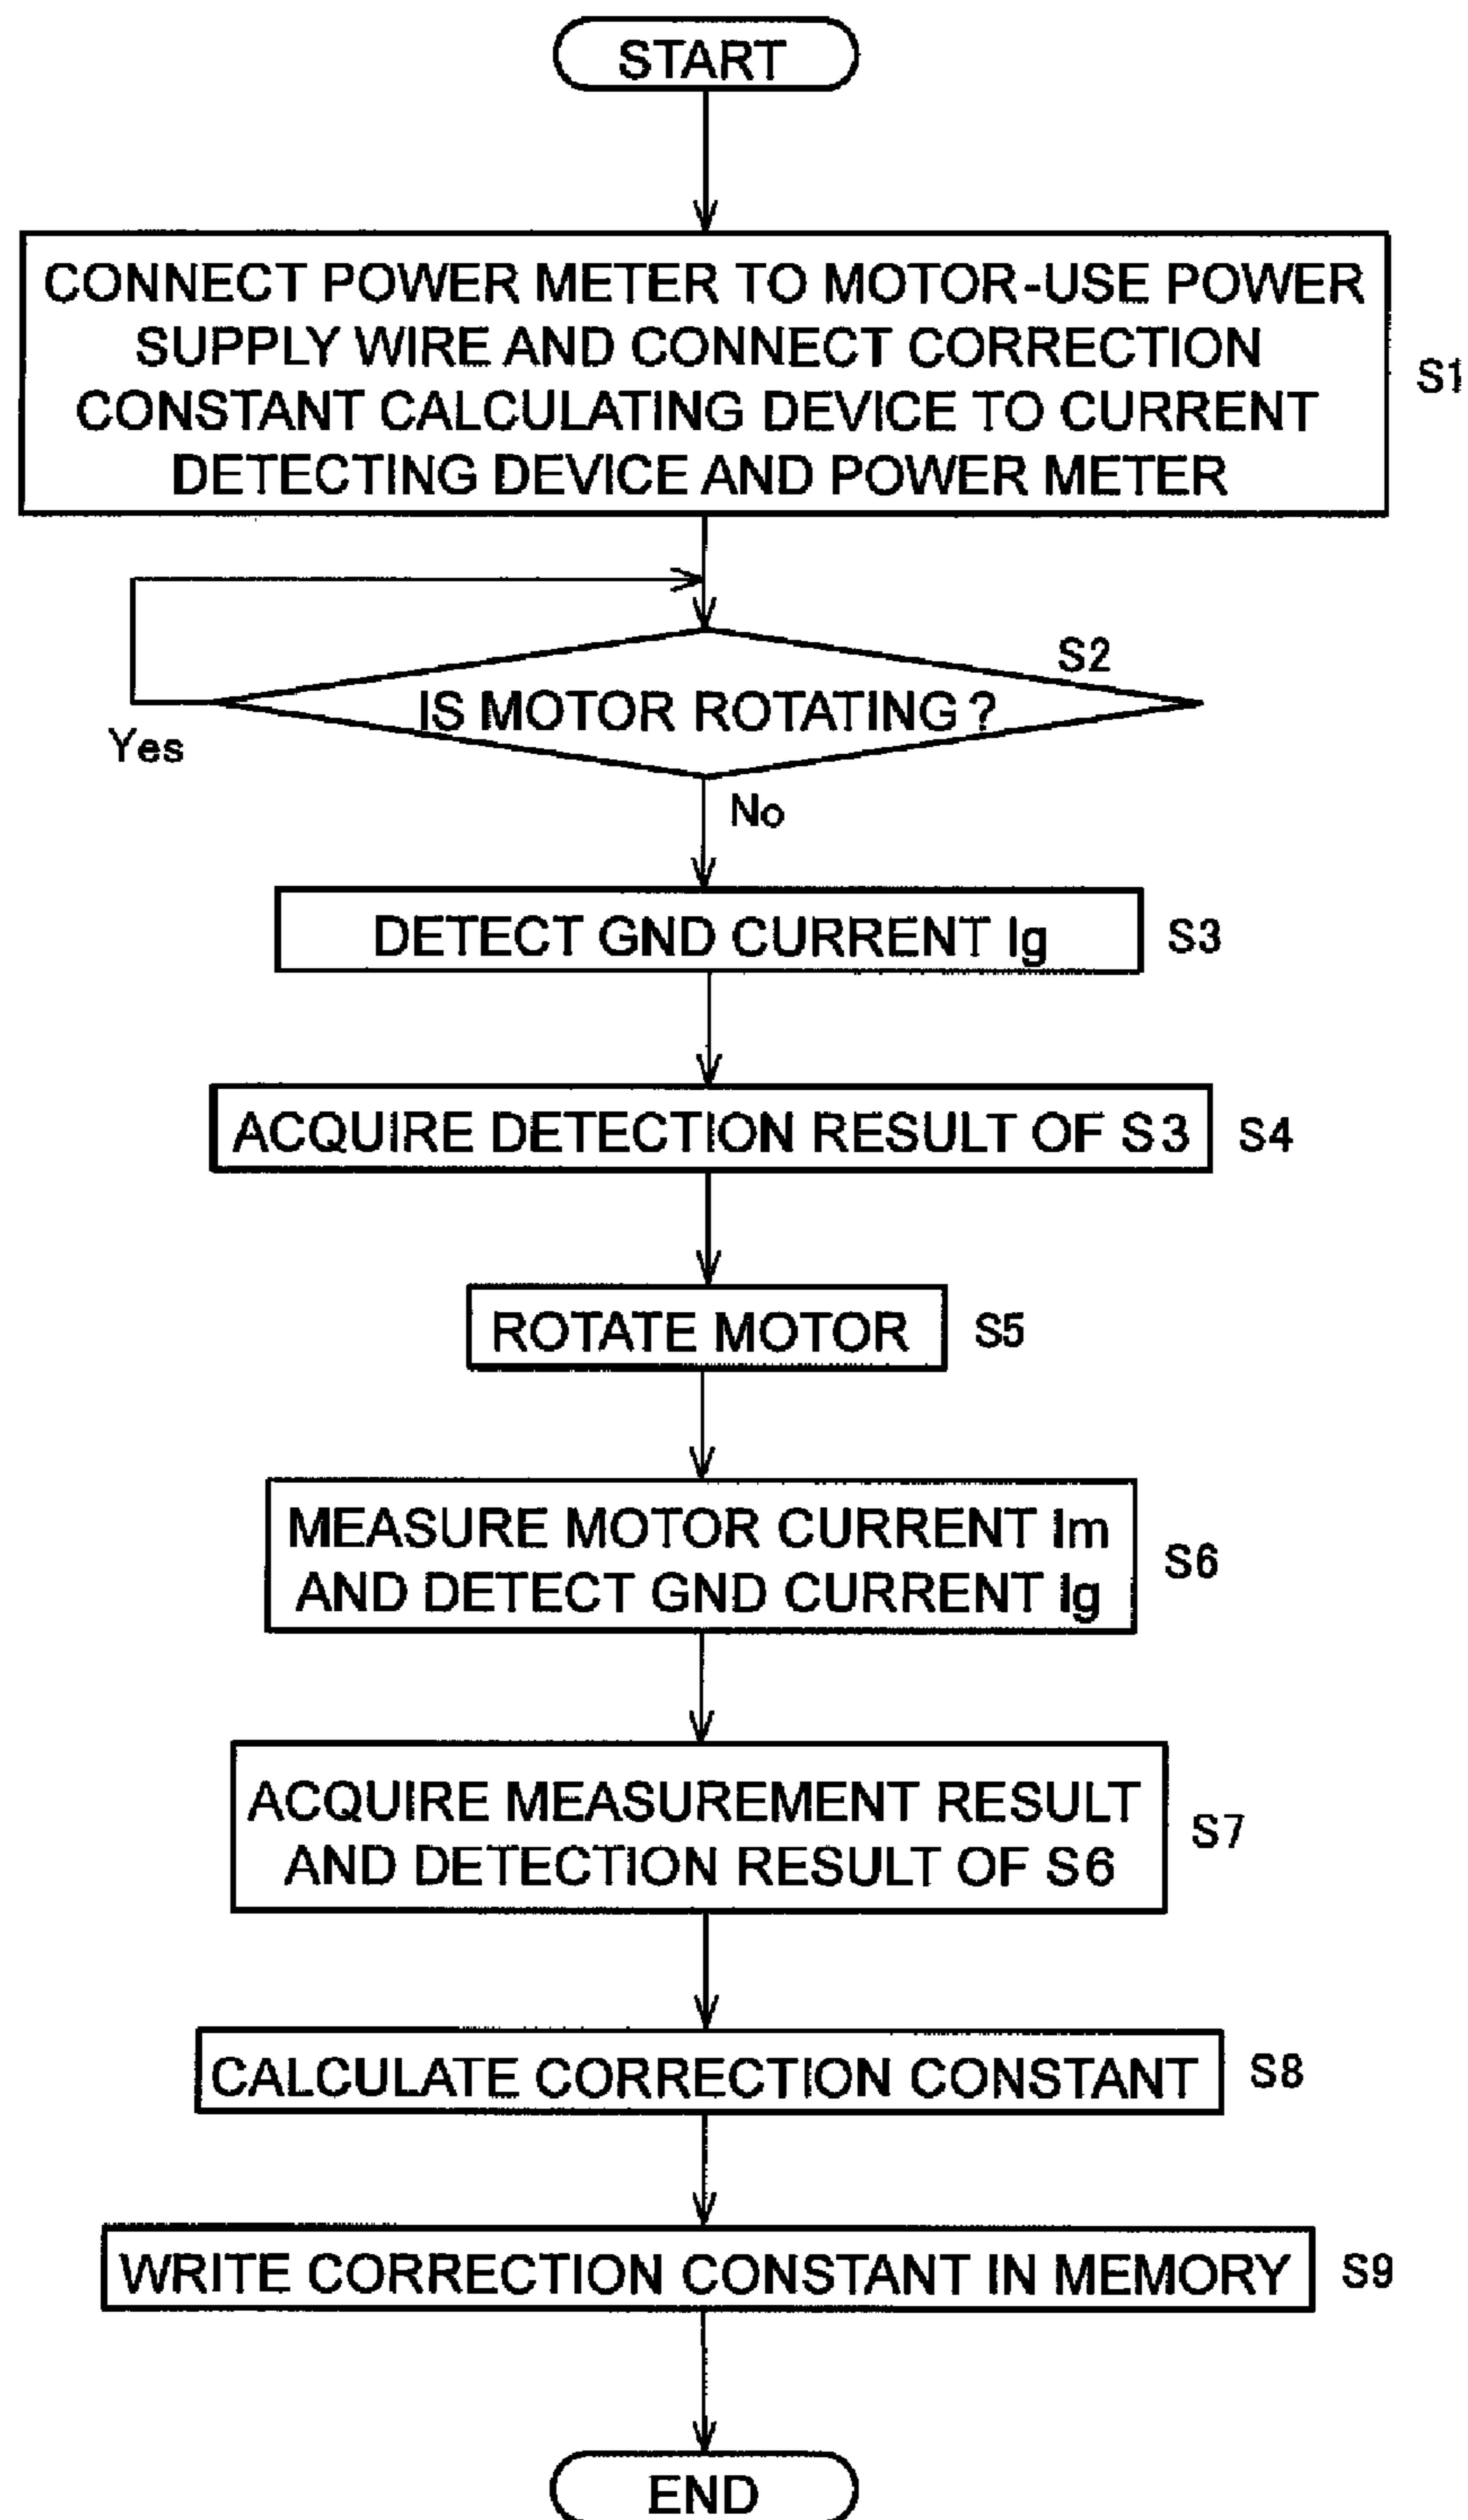 START
CONNECT POWER METER TO MOTOR-USE POWER
SUPPLY WIRE AND CONNECT CORRECTION
CONSTANT CALCULATING DEVICE TO CURRENT
DETECTING DEVICE AND POWER METER
S1
S2
IS MOTOR ROTATING ?
Yes
No
DETECT GND CURRENT Ig
S3
ACQUIRE DETECTION RESULT OF S3
S4
ROTATE MOTOR
S5
MEASURE MOTOR CURRENT Im
AND DETECT GND CURRENT Ig
S6
ACQUIRE MEASUREMENT RESULT
AND DETECTION RESULT OF S6
S7
CALCULATE CORRECTION CONSTANT
S8
WRITE CORRECTION CONSTANT IN MEMORY
S9
END